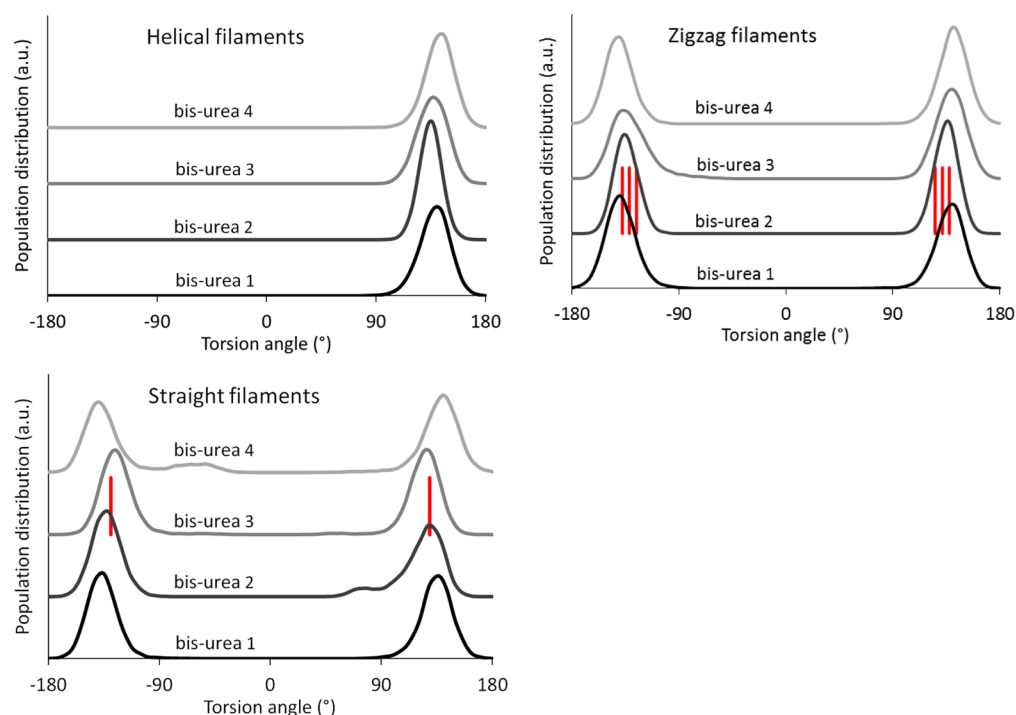 Helical filaments
Population distribution (a.u.)
bis-urea 4
bis-urea 3
bis-urea 2
bis-urea 1
-180 -90 0 90 180
Torsion angle (°)
Zigzag filaments
Population distribution (a.u.)
bis-urea 4
bis-urea 3
bis-urea 2
bis-urea 1
-180 -90 0 90 180
Torsion angle (°)
Straight filaments
Population distribution (a.u.)
bis-urea 4
bis-urea 3
bis-urea 2
bis-urea 1
-180 -90 0 90 180
Torsion angle (°)